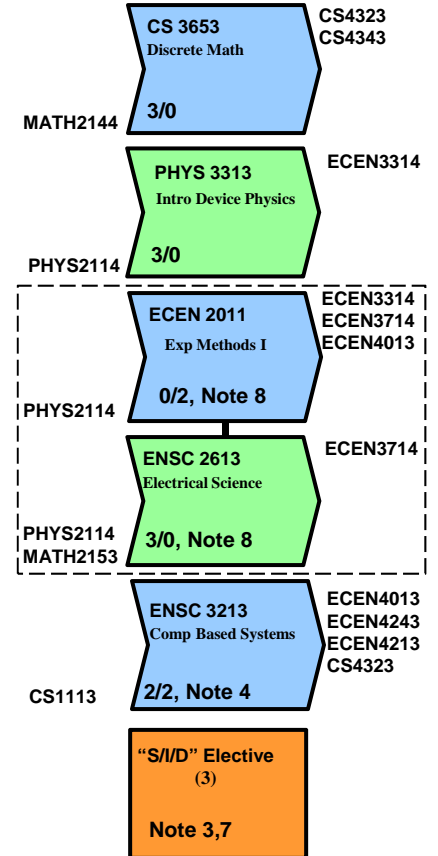 CS 3653
Discrete Math
3/0
CS4323
CS4343
MATH2144
PHYS 3313
Intro Device Physics
3/0
ECEN3314
PHYS2114
ECEN 2011
Exp Methods I
0/2, Note 8
ECEN3314
ECEN3714
ECEN4013
PHYS2114
ENSC 2613
Electrical Science
3/0, Note 8
ECEN3714
PHYS2114
MATH2153
ENSC 3213
Comp Based Systems
2/2, Note 4
ECEN4013
ECEN4243
ECEN4213
CS4323
CS1113
“S/I/D” Elective
(3)
Note 3,7